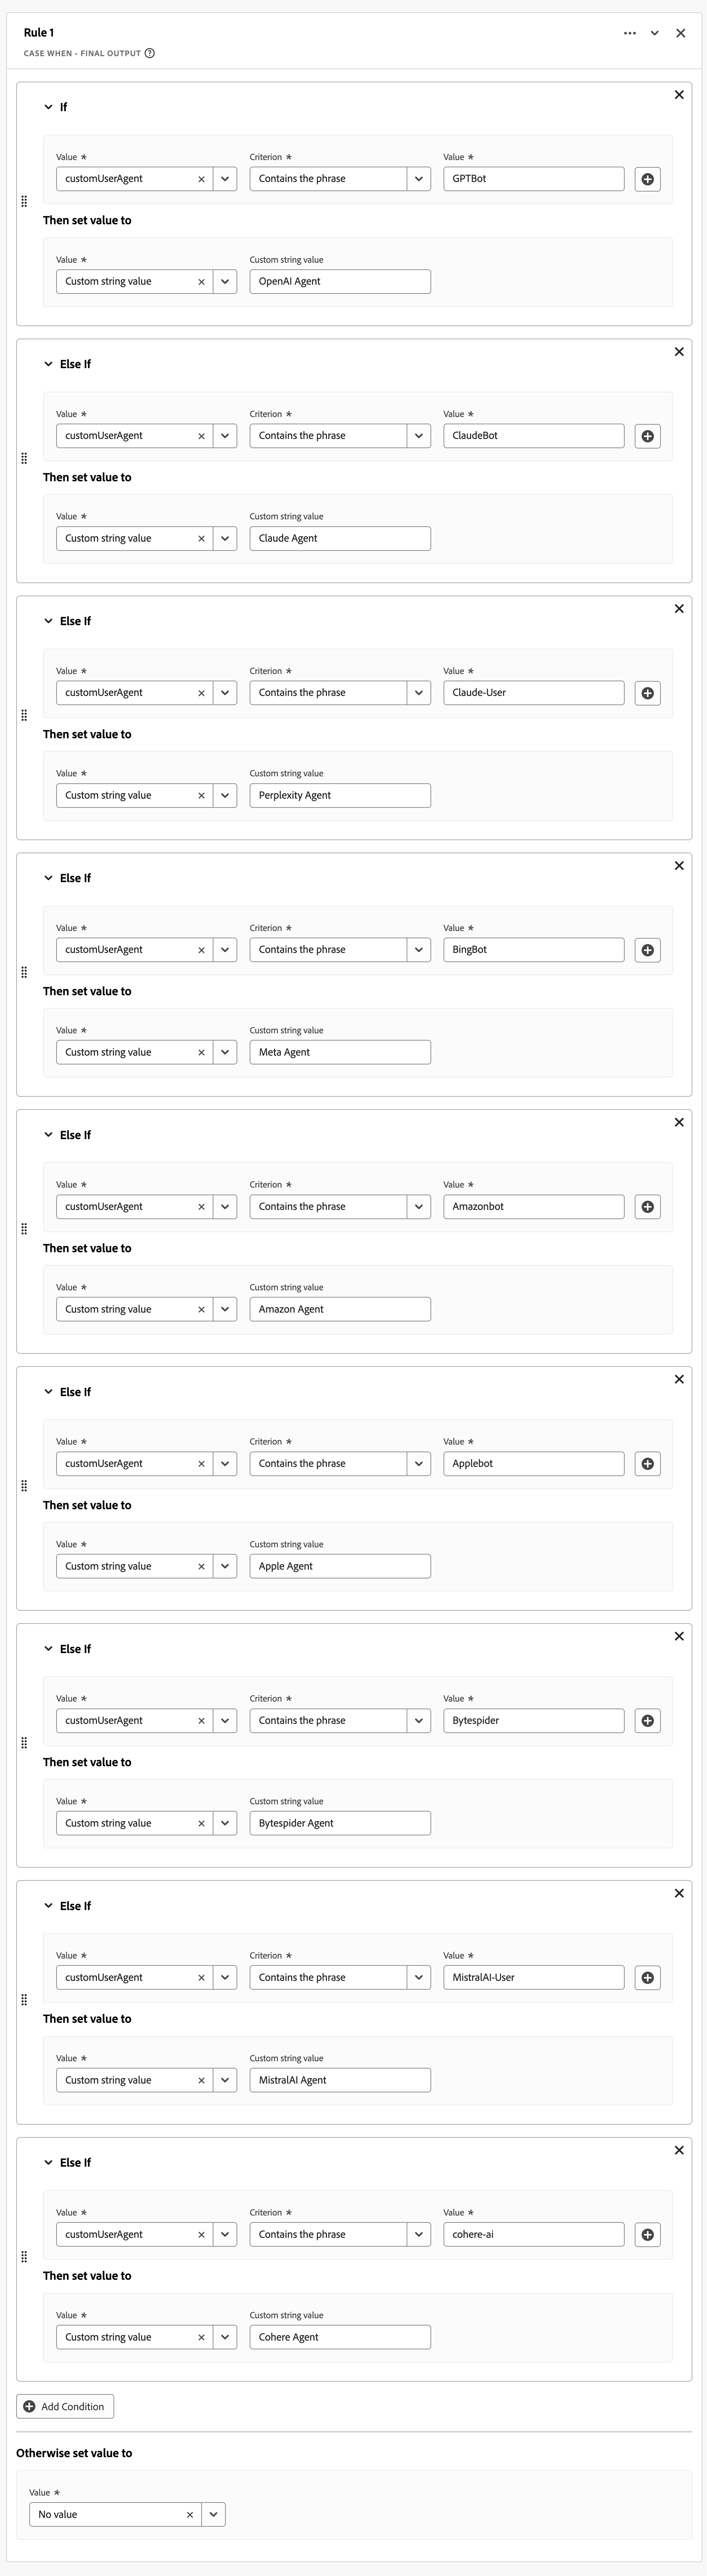 Rule 1
CASE WHEN - FINAL OUTPUT
If
Value * Criterion * Value *
customUserAgent Contains the phrase GPTBot
Then set value to
Value * Custom string value
Custom string value OpenAI Agent
Else If
Value * Criterion * Value *
customUserAgent Contains the phrase ClaudeBot
Then set value to
Value * Custom string value
Custom string value Claude Agent
Else If
Value * Criterion * Value *
customUserAgent Contains the phrase Claude-User
Then set value to
Value * Custom string value
Custom string value Perplexity Agent
Else If
Value * Criterion * Value *
customUserAgent Contains the phrase BingBot
Then set value to
Value * Custom string value
Custom string value Meta Agent
Else If
Value * Criterion * Value *
customUserAgent Contains the phrase Amazonbot
Then set value to
Value * Custom string value
Custom string value Amazon Agent
Else If
Value * Criterion * Value *
customUserAgent Contains the phrase Applebot
Then set value to
Value * Custom string value
Custom string value Apple Agent
Else If
Value * Criterion * Value *
customUserAgent Contains the phrase Bytespider
Then set value to
Value * Custom string value
Custom string value Bytespider Agent
Else If
Value * Criterion * Value *
customUserAgent Contains the phrase MistralAI-User
Then set value to
Value * Custom string value
Custom string value MistralAI Agent
Else If
Value * Criterion * Value *
customUserAgent Contains the phrase cohere-ai
Then set value to
Value * Custom string value
Custom string value Cohere Agent
Add Condition
Otherwise set value to
Value *
No value